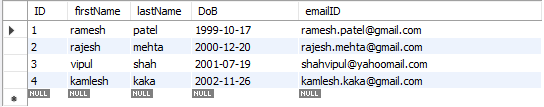 ID firstName lastName DoB emailID
1 ramesh patel 1999-10-17 ramesh.patel@gmail.com
2 rajesh mehta 2000-12-20 rajesh.mehta@gmail.com
3 vipul shah 2001-07-19 shahvipul@yahoomail.com
4 kamlesh kaka 2002-11-26 kamlesh.kaka@gmail.com
NULL NULL NULL NULL NULL